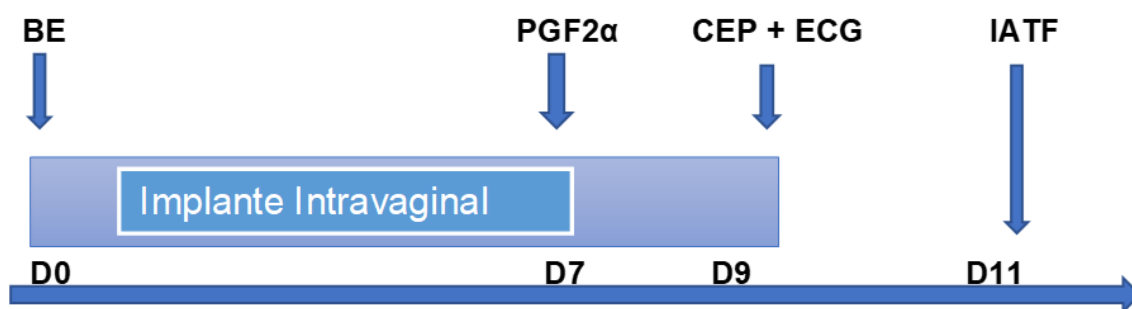 BE PGF2α CEP + ECG IATF
Implante Intravaginal
D0 D7 D9 D11